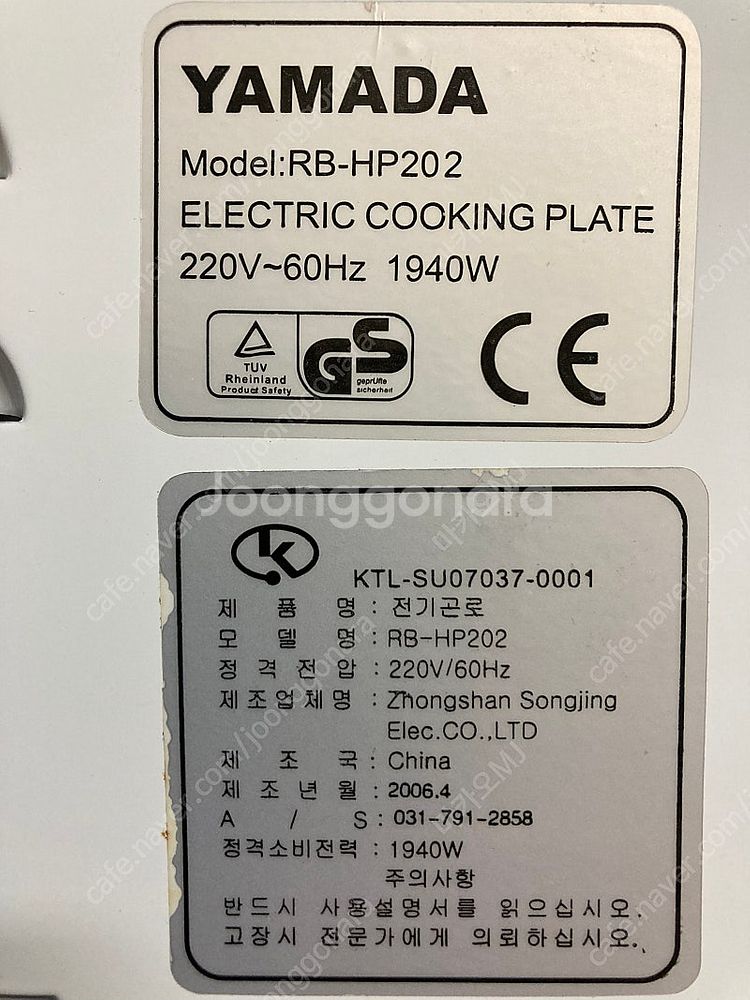 YAMADA
Model:RB-HP202
ELECTRIC COOKING PLATE
220V~60Hz 1940W
TÜV
Rheinland
Product Safety
GS
geprüfte
sicherheit
CE
Joonggonara
KTL-SU07037-0001
제 품 명 : 전기곤로
모 델 명 : RB-HP202
정격전압 : 220V/60Hz
제조업체명 : Zhongshan Songjing
Elec.CO.,LTD
제 조 국 : China
제조년월 : 2006.4
A / S : 031-791-2858
정격소비전력 : 1940W
주의사항
반드시 사용설명서를 읽으십시오.
고장시 전문가에게 의뢰하십시오.